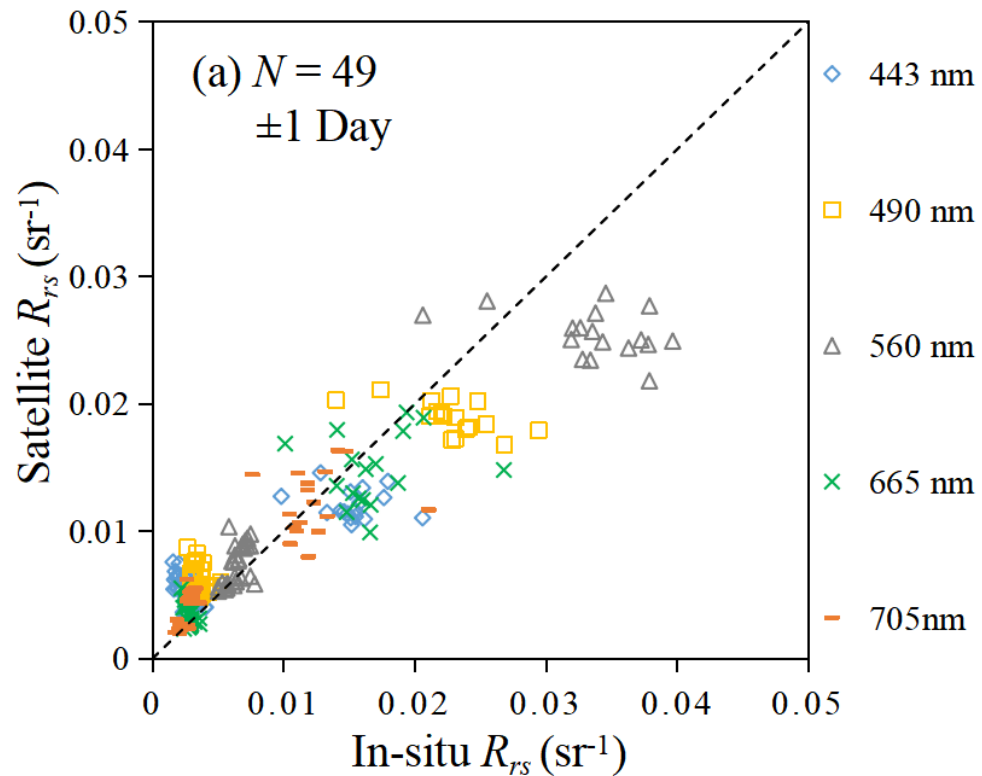 0.05
0.04
0.03
0.02
0.01
0
Satellite Rrs (sr-1)
(a) N = 49
±1 Day
0 0.01 0.02 0.03 0.04 0.05
In-situ Rrs (sr-1)
443 nm
490 nm
560 nm
665 nm
705nm